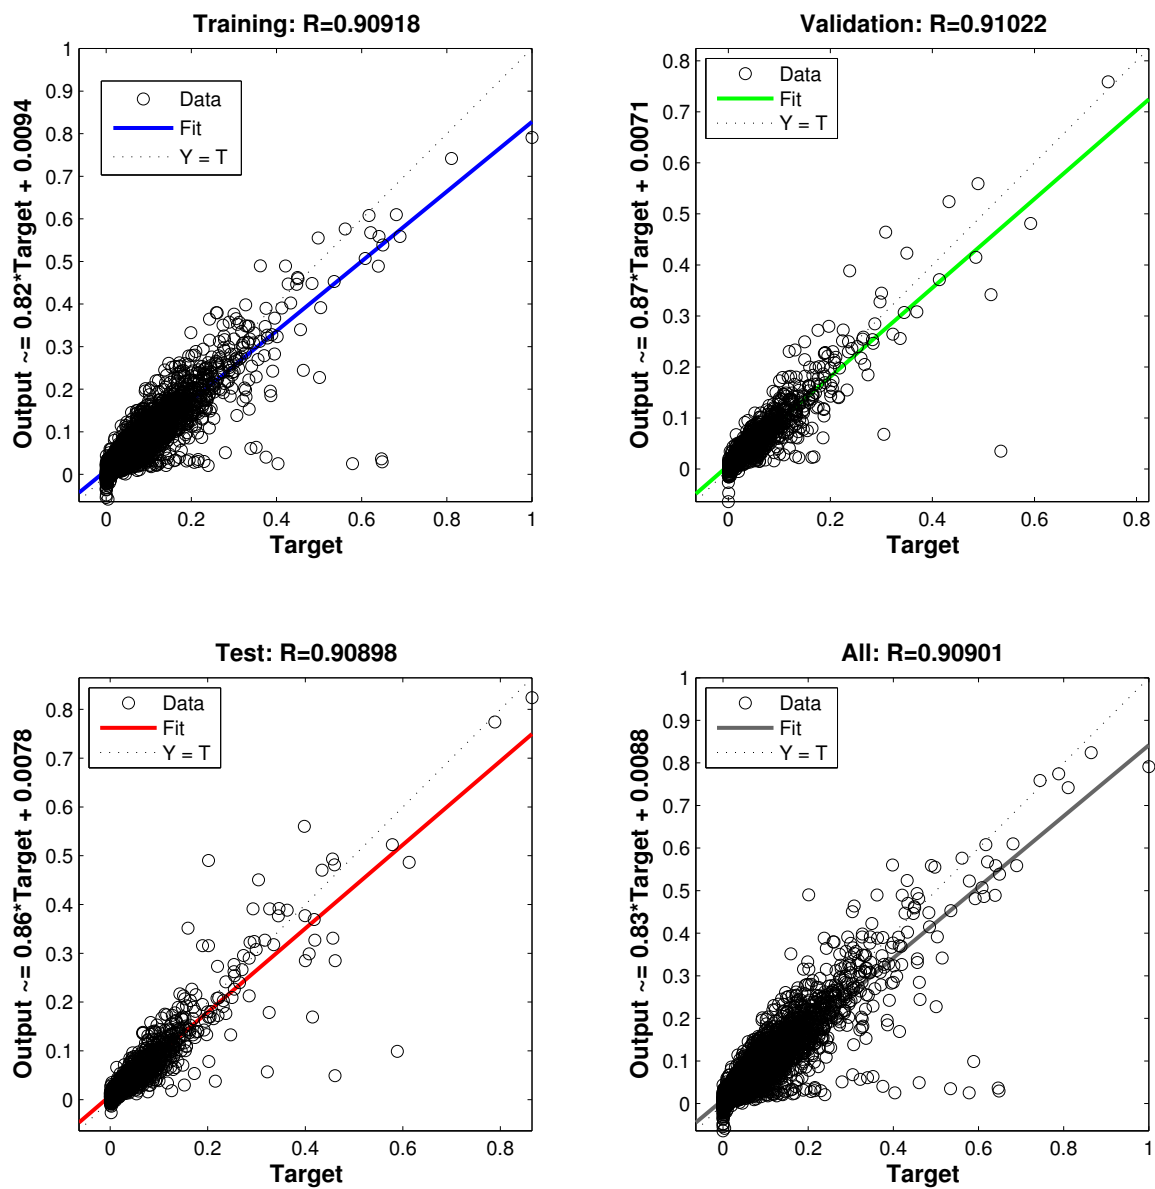 Training: R=0.90918
Output ~= 0.82*Target + 0.0094
1
0.9
0.8
0.7
0.6
0.5
0.4
0.3
0.2
0.1
0
Data
Fit
Y = T
0 0.2 0.4 0.6 0.8 1
Target
Validation: R=0.91022
Output ~= 0.87*Target + 0.0071
0.8
0.7
0.6
0.5
0.4
0.3
0.2
0.1
0
Data
Fit
Y = T
0 0.2 0.4 0.6 0.8
Target
Test: R=0.90898
Output ~= 0.86*Target + 0.0078
0.8
0.7
0.6
0.5
0.4
0.3
0.2
0.1
0
Data
Fit
Y = T
0 0.2 0.4 0.6 0.8
Target
All: R=0.90901
Output ~= 0.83*Target + 0.0088
1
0.9
0.8
0.7
0.6
0.5
0.4
0.3
0.2
0.1
0
Data
Fit
Y = T
0 0.2 0.4 0.6 0.8 1
Target